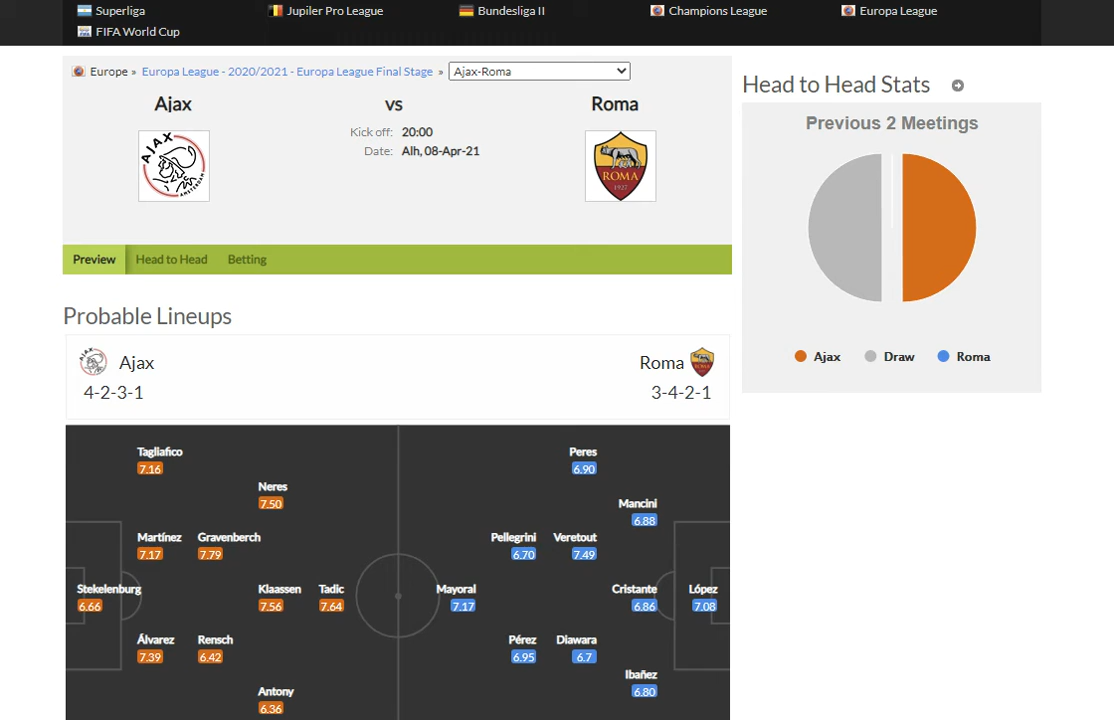 Superliga
Jupiler Pro League
Bundesliga II
Champions League
Europa League
FIFA World Cup
Europe » Europa League - 2020/2021 - Europa League Final Stage » Ajax-Roma
Ajax vs Roma
Kick off: 20:00
Date: Alh, 08-Apr-21
AJAX
AMSTERDAM
ROMA
1927
Preview Head to Head Betting
Head to Head Stats
Previous 2 Meetings
Ajax Draw Roma
Probable Lineups
Ajax Roma
4-2-3-1 3-4-2-1
Tagliafico
7.16
Neres
7.50
Martínez
7.17
Gravenberch
7.79
Stekelenburg
6.66
Klaassen
7.56
Tadic
7.64
Álvarez
7.39
Rensch
6.42
Antony
6.36
Peres
6.90
Mancini
6.88
Pellegrini
6.70
Veretout
7.49
Mayoral
7.17
Cristante
6.86
López
7.08
Pérez
6.95
Diawara
6.7
Ibañez
6.80